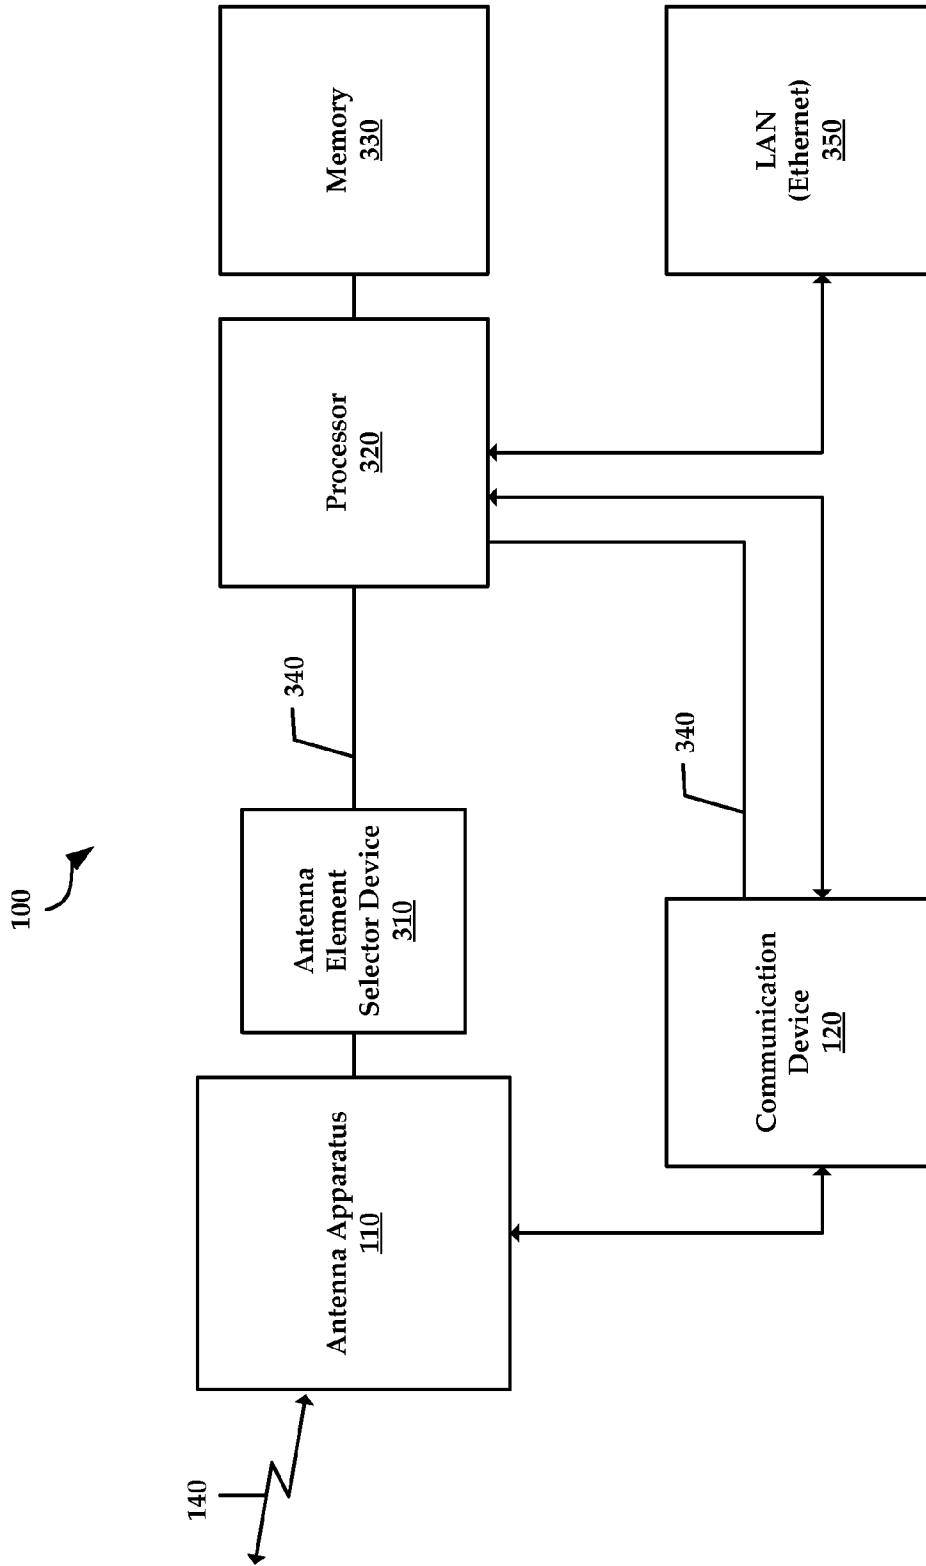 100
140
Antenna Apparatus
110
Antenna
Element
Selector Device
310
340
Processor
320
Memory
330
Communication
Device
120
340
LAN
(Ethernet)
350